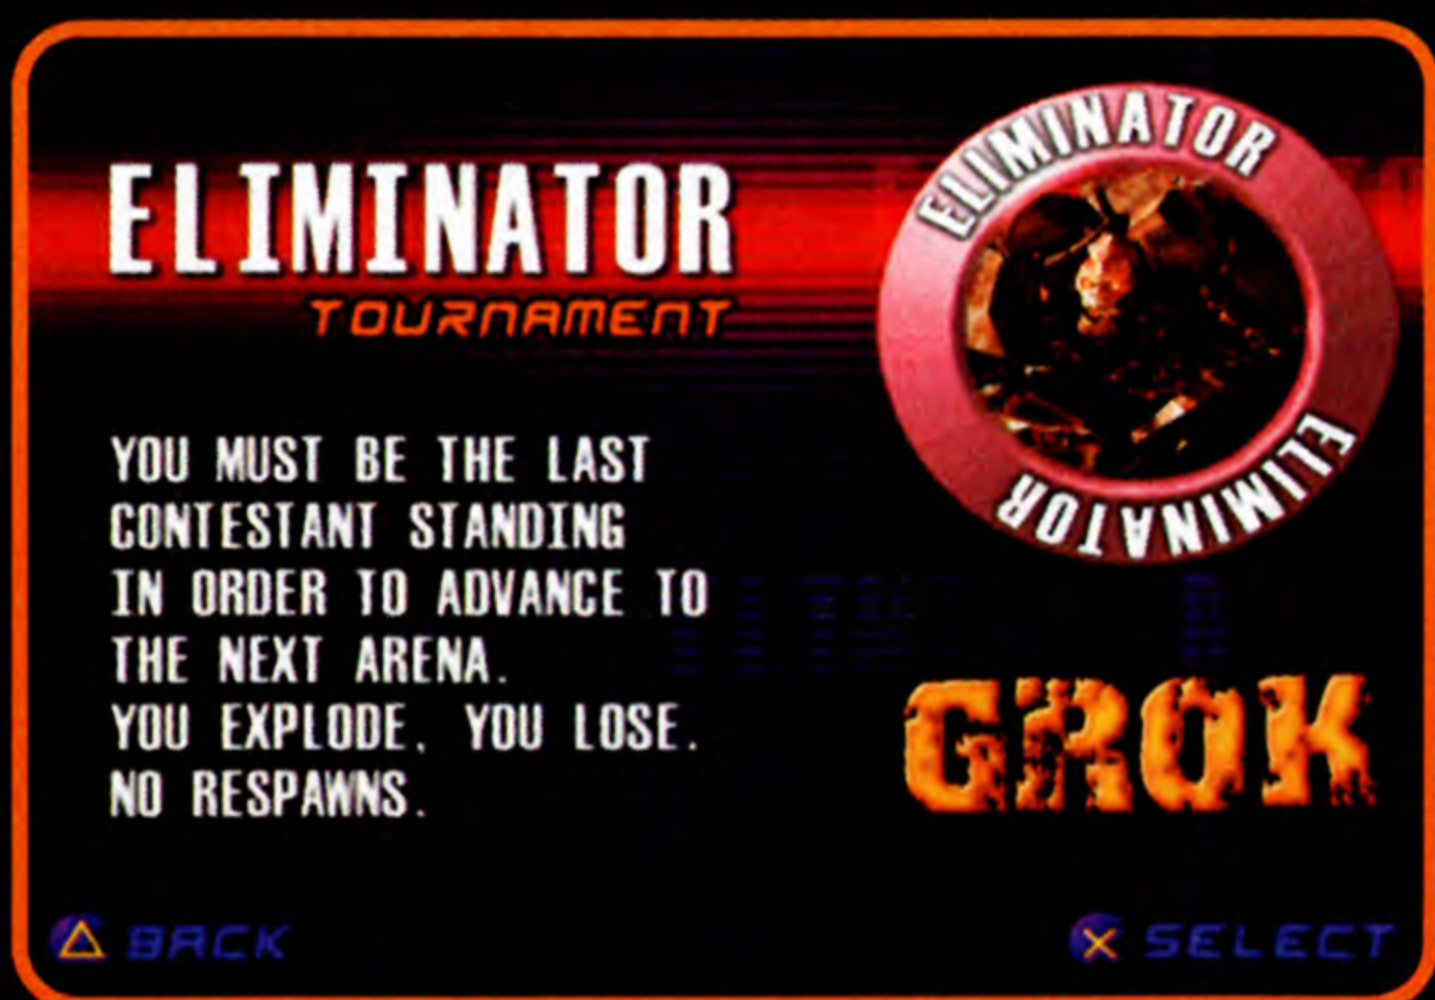 ELIMINATOR
TOURNAMENT
ELIMINATOR
ELIMINATOR
YOU MUST BE THE LAST
CONTESTANT STANDING
IN ORDER TO ADVANCE TO
THE NEXT ARENA.
YOU EXPLODE, YOU LOSE.
NO RESPAWNS.
GROK
BACK
SELECT